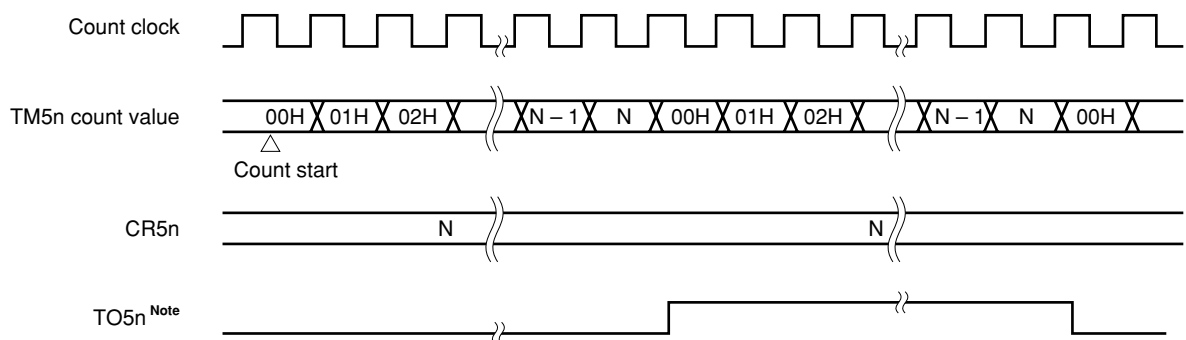 Count clock
TM5n count value 00H 01H 02H N – 1 N 00H 01H 02H N – 1 N 00H
Count start
CR5n N N
TO5n Note